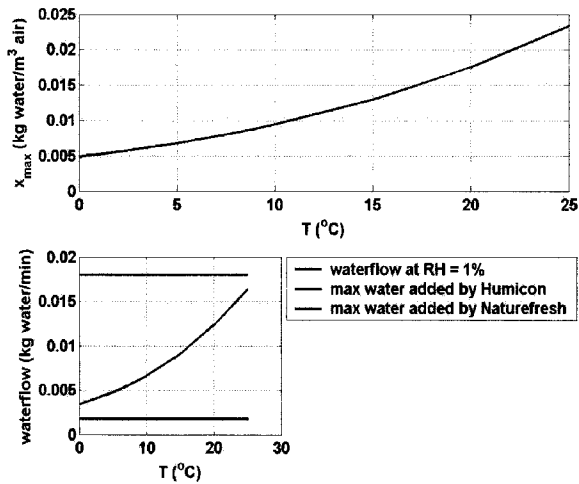 0.025
0.02
0.015
0.01
0.005
0
x_max (kg water/m³ air)
0 5 10 15 20 25
T (°C)
0.02
0.015
0.01
0.005
0
waterflow (kg water/min)
0 10 20 30
T (°C)
waterflow at RH = 1%
max water added by Humicon
max water added by Naturefresh